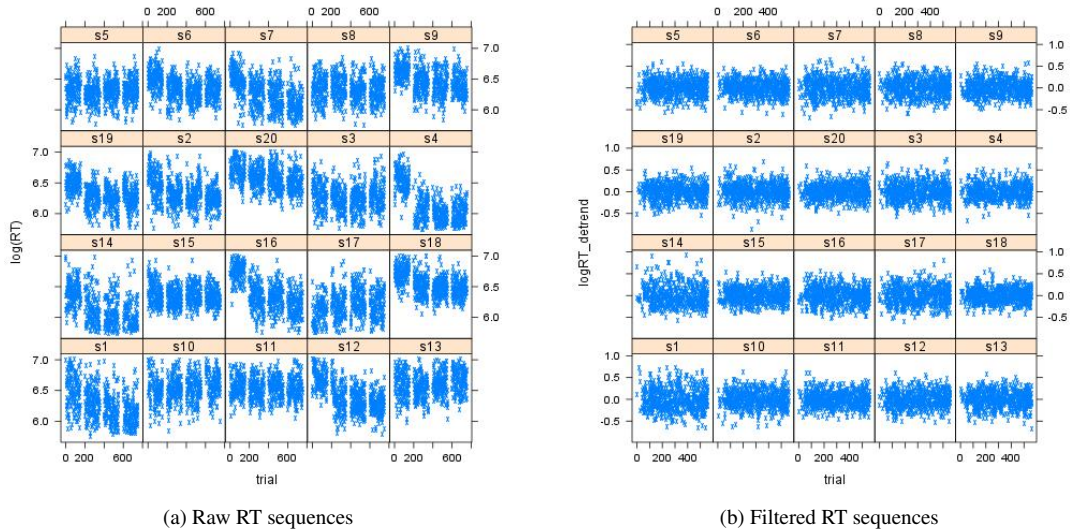 0 200 600
0 200 600
s5 s6 s7 s8 s9
7.0
6.5
6.0
s19 s2 s20 s3 s4
7.0
6.5
6.0
s14 s15 s16 s17 s18
7.0
6.5
6.0
s1 s10 s11 s12 s13
7.0
6.5
6.0
log(RT)
0 200 600
0 200 600
0 200 600
trial
(a) Raw RT sequences
0 200 400
0 200 400
s5 s6 s7 s8 s9
1.0
0.5
0.0
-0.5
s19 s2 s20 s3 s4
1.0
0.5
0.0
-0.5
s14 s15 s16 s17 s18
1.0
0.5
0.0
-0.5
s1 s10 s11 s12 s13
1.0
0.5
0.0
-0.5
logRT_detrend
0 200 400
0 200 400
0 200 400
trial
(b) Filtered RT sequences